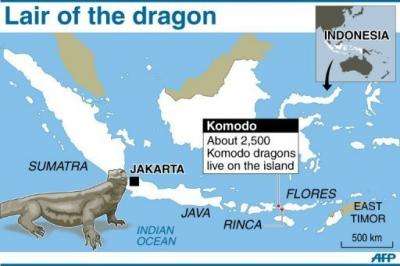 Lair of the dragon
INDONESIA
Komodo
About 2,500
Komodo dragons
live on the island
SUMATRA
JAKARTA
JAVA
FLORES
RINCA
EAST
TIMOR
INDIAN
OCEAN
500 km
AFP